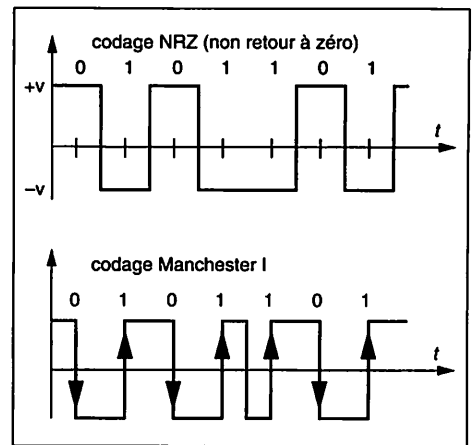 codage NRZ (non retour à zéro)
0 1 0 1 1 0 1
+v
t
–v
codage Manchester I
0 1 0 1 1 0 1
t